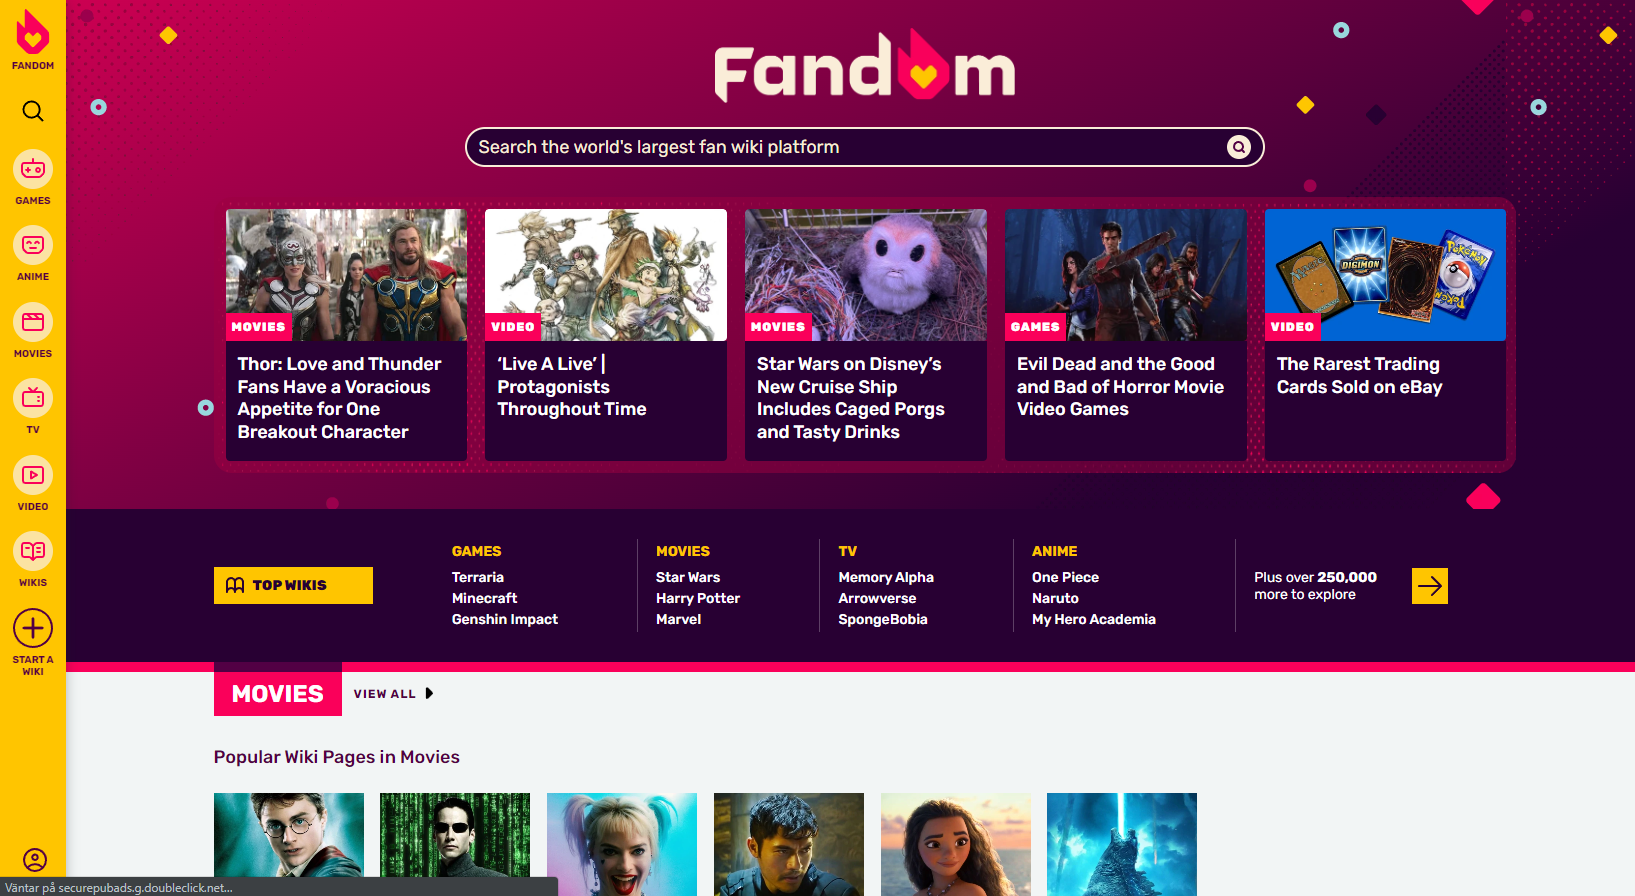 FANDOM
GAMES
ANIME
MOVIES
TV
VIDEO
WIKIS
START A
WIKI
Fandom
Search the world's largest fan wiki platform
MOVIES
Thor: Love and Thunder
Fans Have a Voracious
Appetite for One
Breakout Character
VIDEO
‘Live A Live’ |
Protagonists
Throughout Time
MOVIES
Star Wars on Disney’s
New Cruise Ship
Includes Caged Porgs
and Tasty Drinks
GAMES
Evil Dead and the Good
and Bad of Horror Movie
Video Games
DIGIMON
Pokémon
VIDEO
The Rarest Trading
Cards Sold on eBay
TOP WIKIS
GAMES
Terraria
Minecraft
Genshin Impact
MOVIES
Star Wars
Harry Potter
Marvel
TV
Memory Alpha
Arrowverse
SpongeBobia
ANIME
One Piece
Naruto
My Hero Academia
Plus over 250,000
more to explore
MOVIES
VIEW ALL
Popular Wiki Pages in Movies
Väntar på securepubads.g.doubleclick.net...